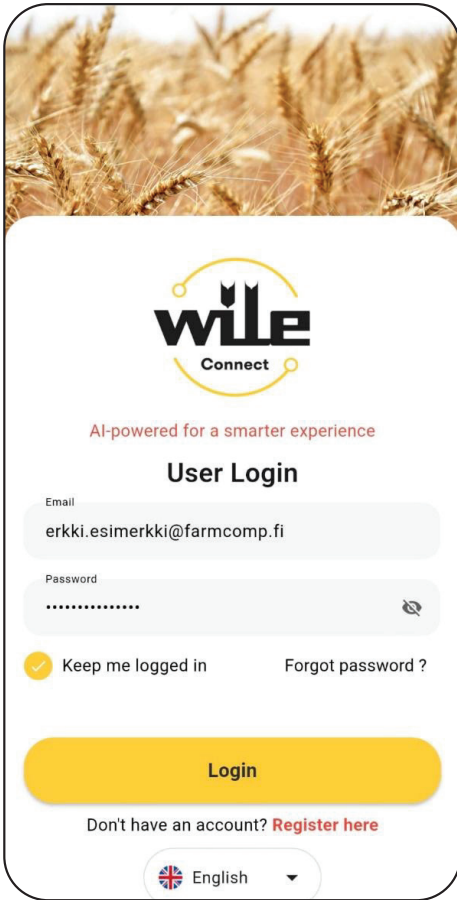 wile
Connect
AI-powered for a smarter experience
User Login
Email
erkki.esimerkki@farmcomp.fi
Password
•••••••••••••••
Keep me logged in Forgot password ?
Login
Don't have an account? Register here
English